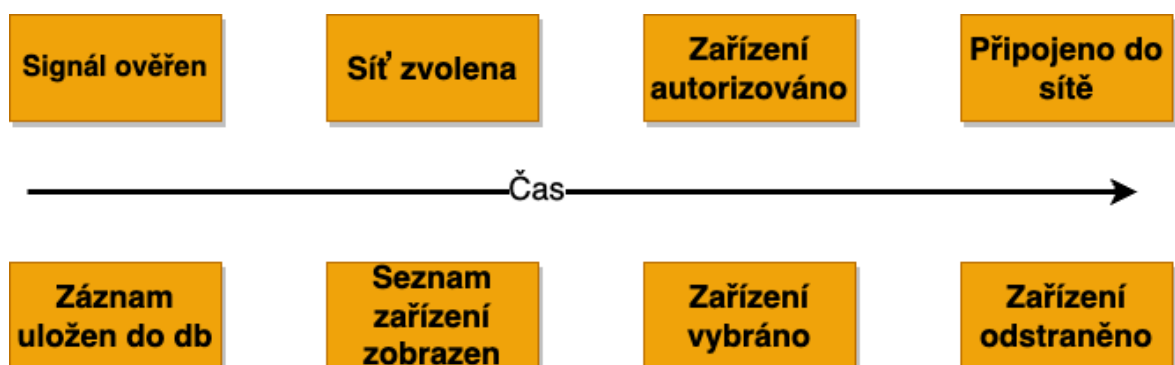 Signál ověřen
Síť zvolena
Zařízení
autorizováno
Připojeno do
sítě
Čas
Záznam
uložen do db
Seznam
zařízení
zobrazen
Zařízení
vybráno
Zařízení
odstraněno